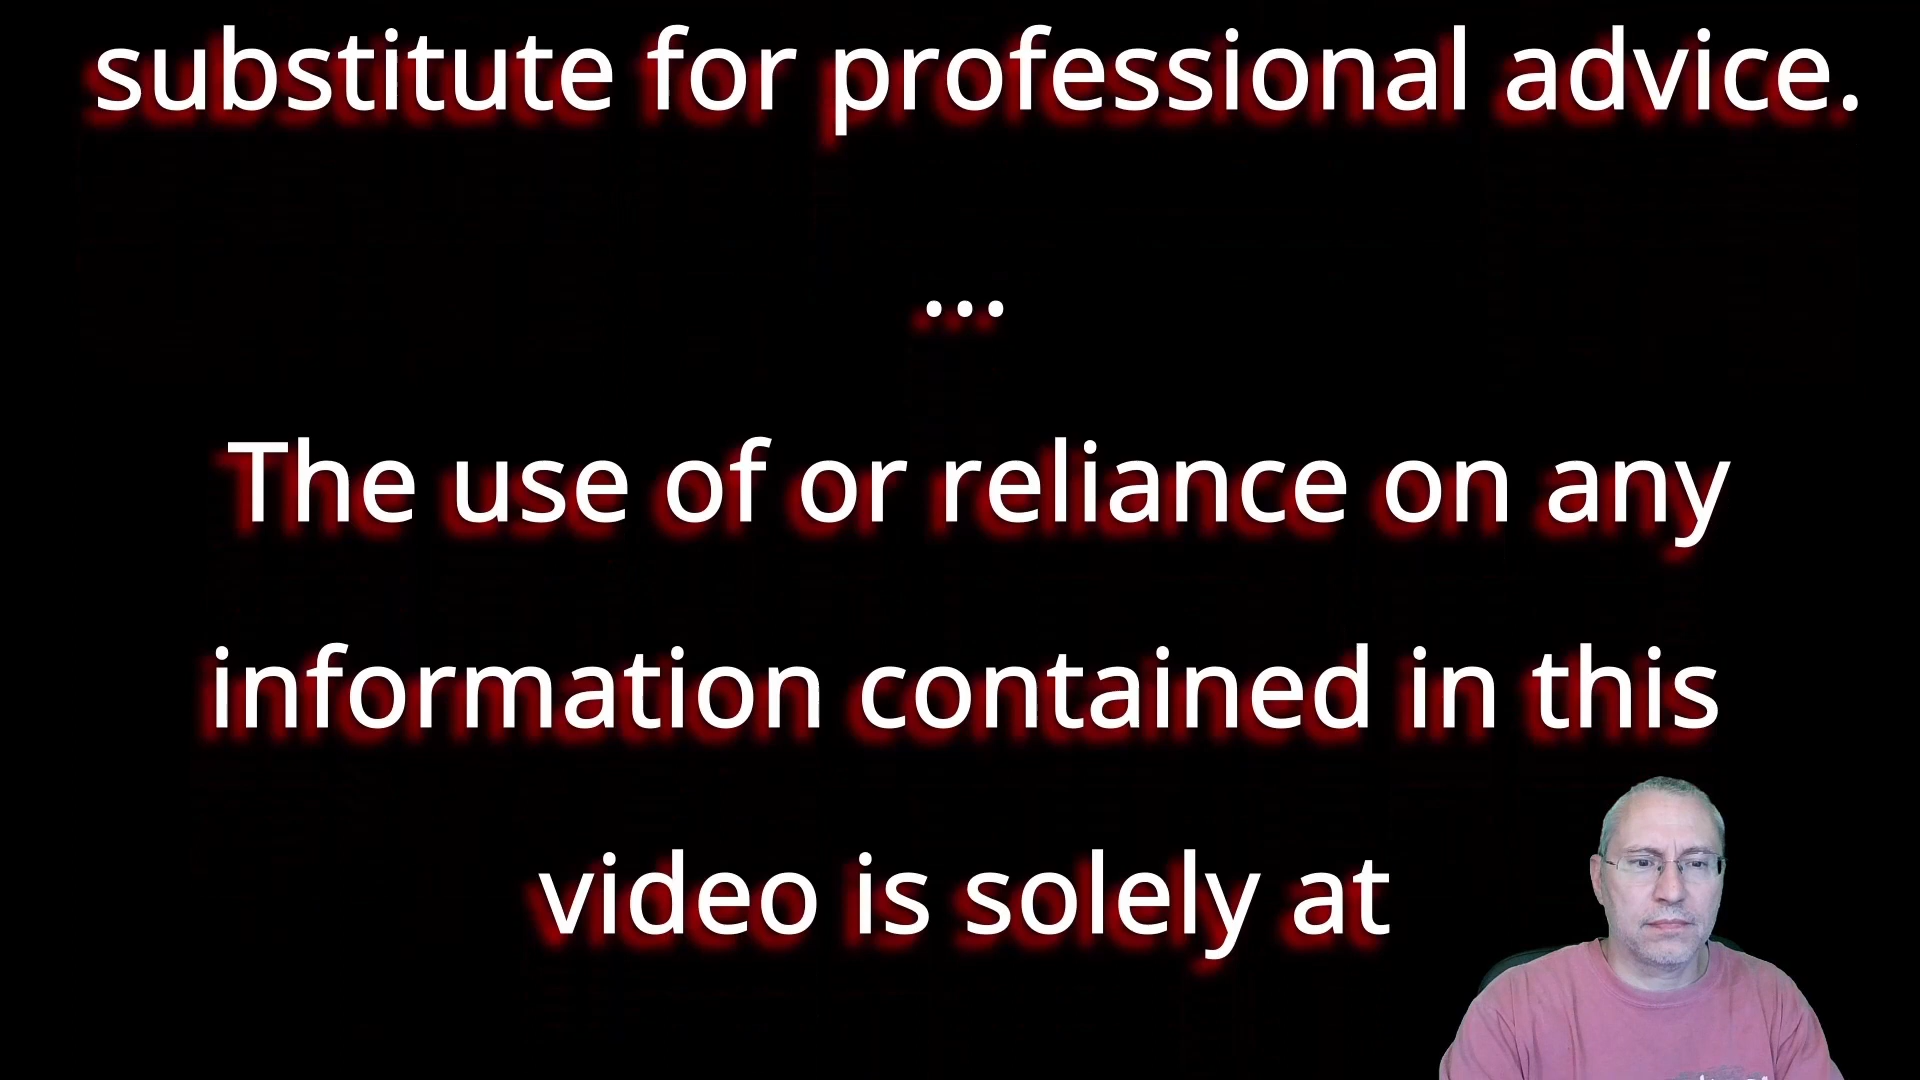 substitute for professional advice.
...
The use of or reliance on any
information contained in this
video is solely at